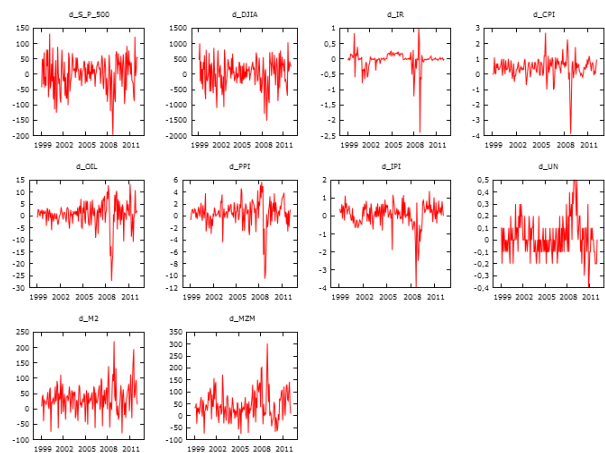 d_S_P_500 d_DJIA d_IR d_CPI
150 1500 1 4
100 1000 0,5 3
50 500 0 2
0 0 -0,5 1
-50 -500 -1 0
-100 -1000 -1,5 -1
-150 -1500 -2 -2
-200 -2000 -2,5 -3
-4
1999 2002 2005 2008 2011 1999 2002 2005 2008 2011 1999 2002 2005 2008 2011 1999 2002 2005 2008 2011
d_OIL d_PPI d_IPI d_UN
15 6 2 0,5
10 4 1 0,4
5 2 0 0,3
0 0 -1 0,2
-5 -2 -2 0,1
-10 -4 -3 0
-15 -6 -4 -0,1
-20 -8 -0,2
-25 -10 -0,3
-30 -12 -0,4
1999 2002 2005 2008 2011 1999 2002 2005 2008 2011 1999 2002 2005 2008 2011 1999 2002 2005 2008 2011
d_M2 d_MZM
250 350
200 300
150 250
100 200
50 150
0 100
-50 50
-100 0
-50
-100
1999 2002 2005 2008 2011 1999 2002 2005 2008 2011